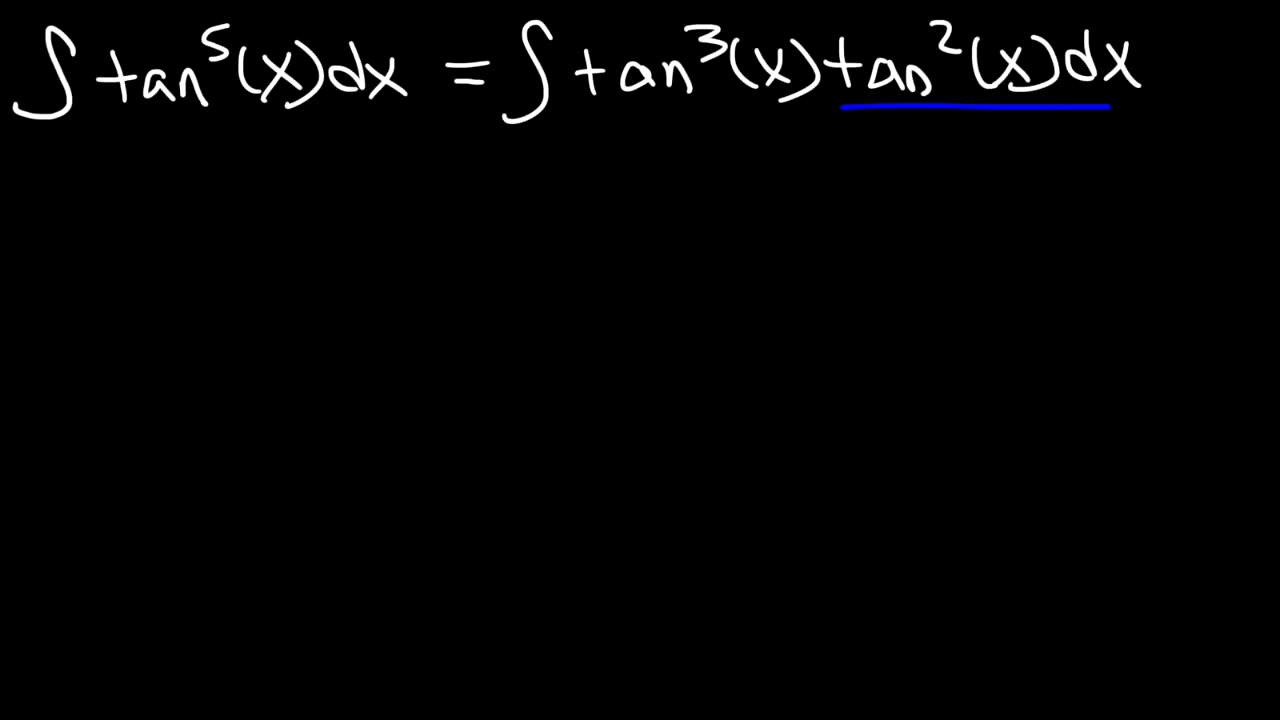 ∫ tan⁵(x)dx = ∫ tan³(x)tan²(x)dx